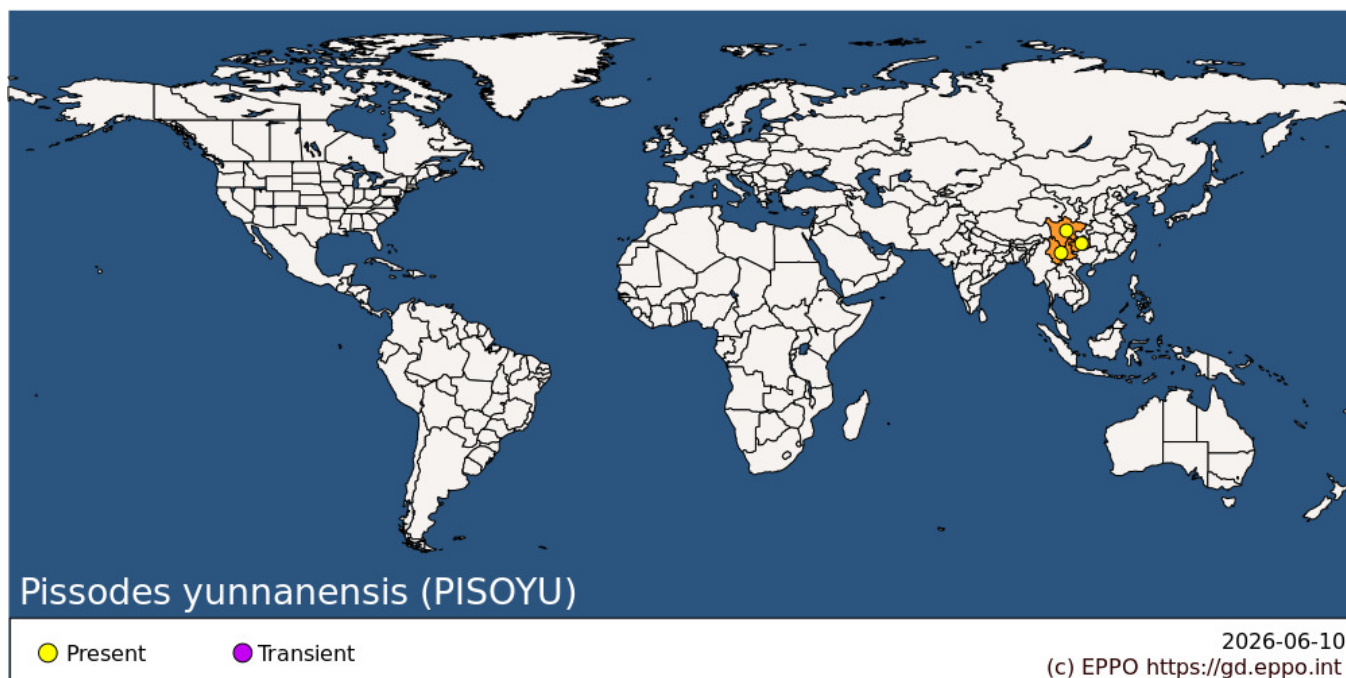 Pissodes yunnanensis (PISOYU)
Present
Transient
2026-06-10
(c) EPPO https://gd.eppo.int